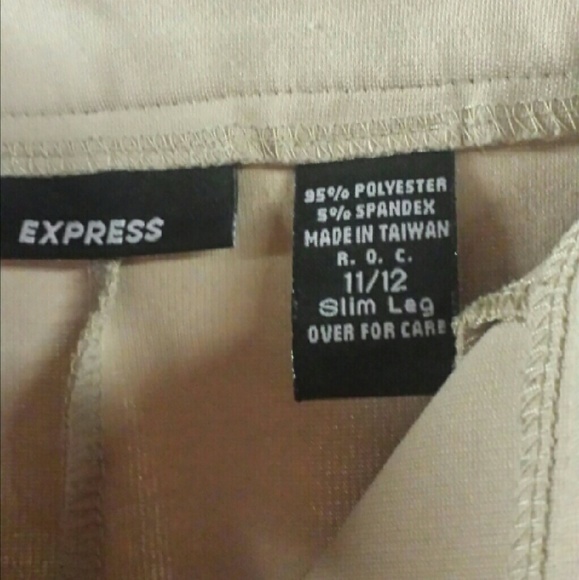 EXPRESS
95% POLYESTER
5% SPANDEX
MADE IN TAIWAN
R. O. C.
11/12
Slim Leg
OVER FOR CARE